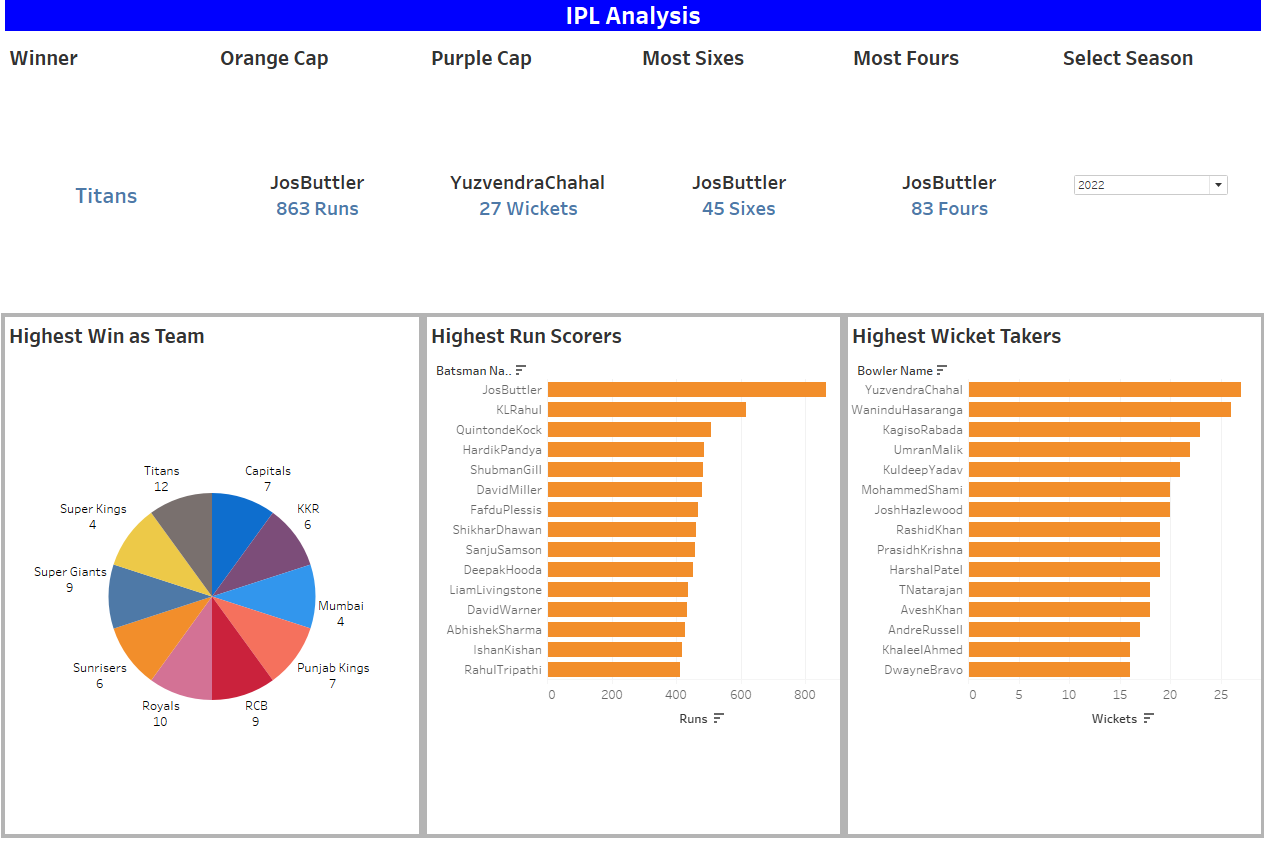 IPL Analysis
Winner
Orange Cap
Purple Cap
Most Sixes
Most Fours
Select Season
Titans
JosButtler
863 Runs
YuzvendraChahal
27 Wickets
JosButtler
45 Sixes
JosButtler
83 Fours
2022
Highest Win as Team
Titans
12
Capitals
7
Super Kings
4
KKR
6
Super Giants
9
Mumbai
4
Sunrisers
6
Punjab Kings
7
Royals
10
RCB
9
Highest Run Scorers
Batsman Na..
JosButtler
KLRahul
QuintondeKock
HardikPandya
ShubmanGill
DavidMiller
FafduPlessis
ShikharDhawan
SanjuSamson
DeepakHooda
LiamLivingstone
DavidWarner
AbhishekSharma
IshanKishan
RahulTripathi
0 200 400 600 800
Runs
Highest Wicket Takers
Bowler Name
YuzvendraChahal
WaninduHasaranga
KagisoRabada
UmranMalik
KuldeepYadav
MohammedShami
JoshHazlewood
RashidKhan
PrasidhKrishna
HarshalPatel
TNatarajan
AveshKhan
AndreRussell
KhaleelAhmed
DwayneBravo
0 5 10 15 20 25
Wickets